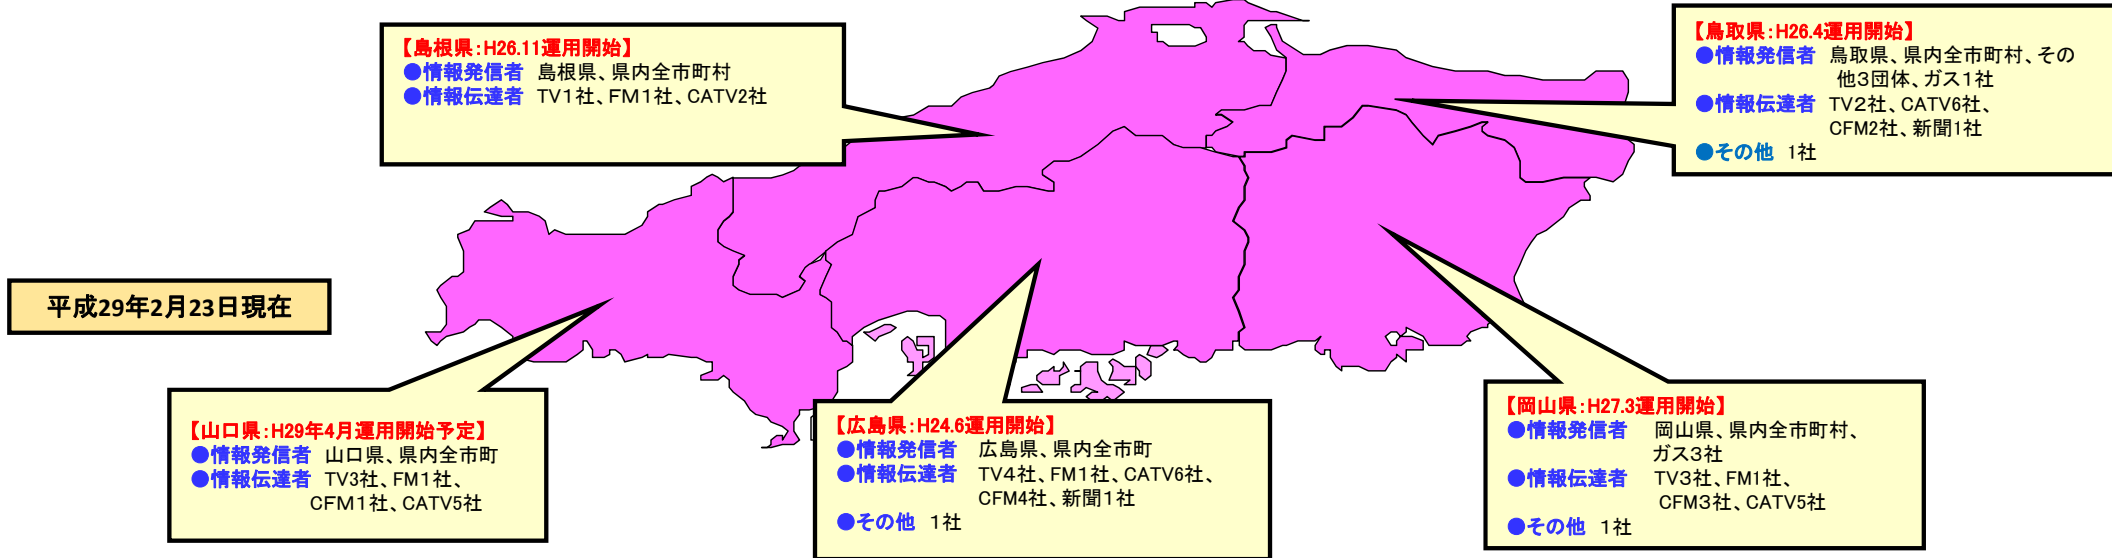 【島根県:H26.11運用開始】
●情報発信者 島根県、県内全市町村
●情報伝達者 TV1社、FM1社、CATV2社
【鳥取県:H26.4運用開始】
●情報発信者 鳥取県、県内全市町村、その
他3団体、ガス1社
●情報伝達者 TV2社、CATV6社、
CFM2社、新聞1社
●その他 1社
平成29年2月23日現在
【山口県:H29年4月運用開始予定】
●情報発信者 山口県、県内全市町
●情報伝達者 TV3社、FM1社、
CFM1社、CATV5社
【広島県:H24.6運用開始】
●情報発信者 広島県、県内全市町
●情報伝達者 TV4社、FM1社、CATV6社、
CFM4社、新聞1社
●その他 1社
【岡山県:H27.3運用開始】
●情報発信者 岡山県、県内全市町村、
ガス3社
●情報伝達者 TV3社、FM1社、
CFM3社、CATV5社
●その他 1社